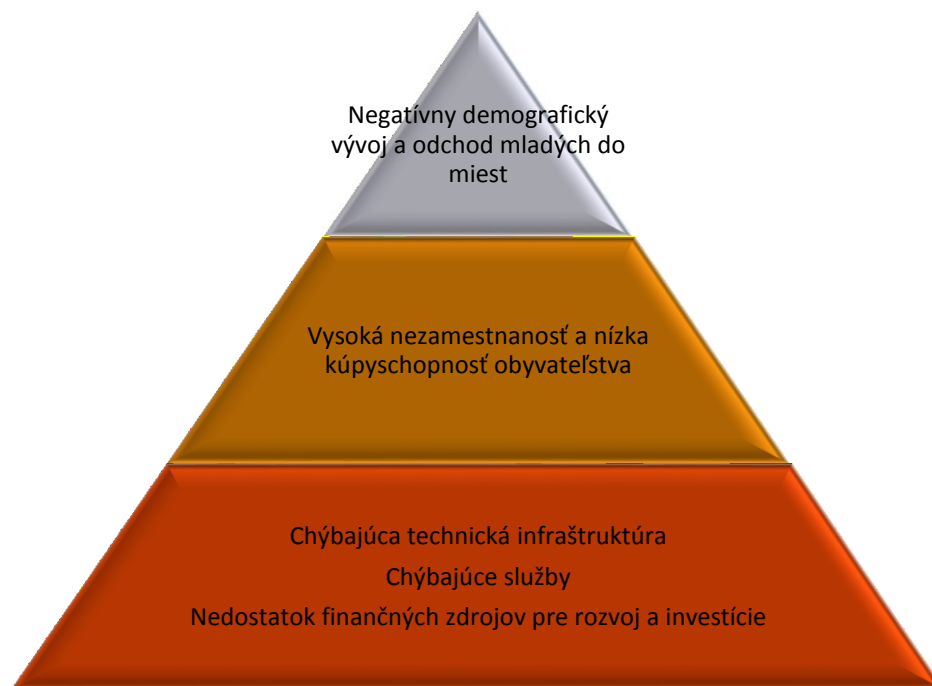 Negatívny demografický
vývoj a odchod mladých do
miest
Vysoká nezamestnanosť a nízka
kúpyschopnosť obyvateľstva
Chýbajúca technická infraštruktúra
Chýbajúce služby
Nedostatok finančných zdrojov pre rozvoj a investície